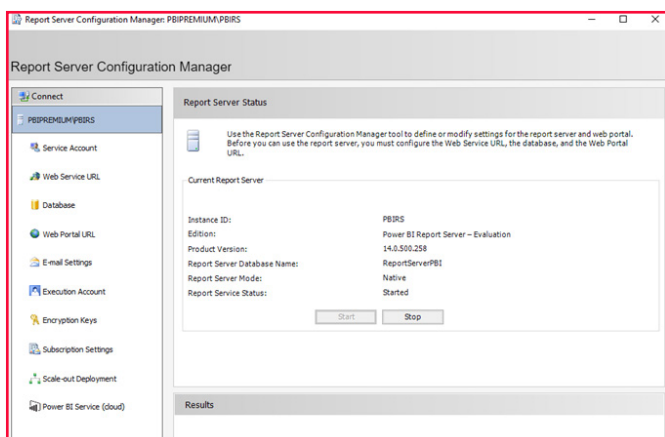 Report Server Configuration Manager: PBIPREMIUM\PBIRS
Report Server Configuration Manager
Connect
PBIPREMIUM\PBIRS
Service Account
Web Service URL
Database
Web Portal URL
E-mail Settings
Execution Account
Encryption Keys
Subscription Settings
Scale-out Deployment
Power BI Service (cloud)
Report Server Status
Use the Report Server Configuration Manager tool to define or modify settings for the report server and web portal.
Before you can use the report server, you must configure the Web Service URL, the database, and the Web Portal
URL.
Current Report Server
Instance ID: PBIRS
Edition: Power BI Report Server – Evaluation
Product Version: 14.0.500.258
Report Server Database Name: ReportServerPBI
Report Server Mode: Native
Report Service Status: Started
Start Stop
Results